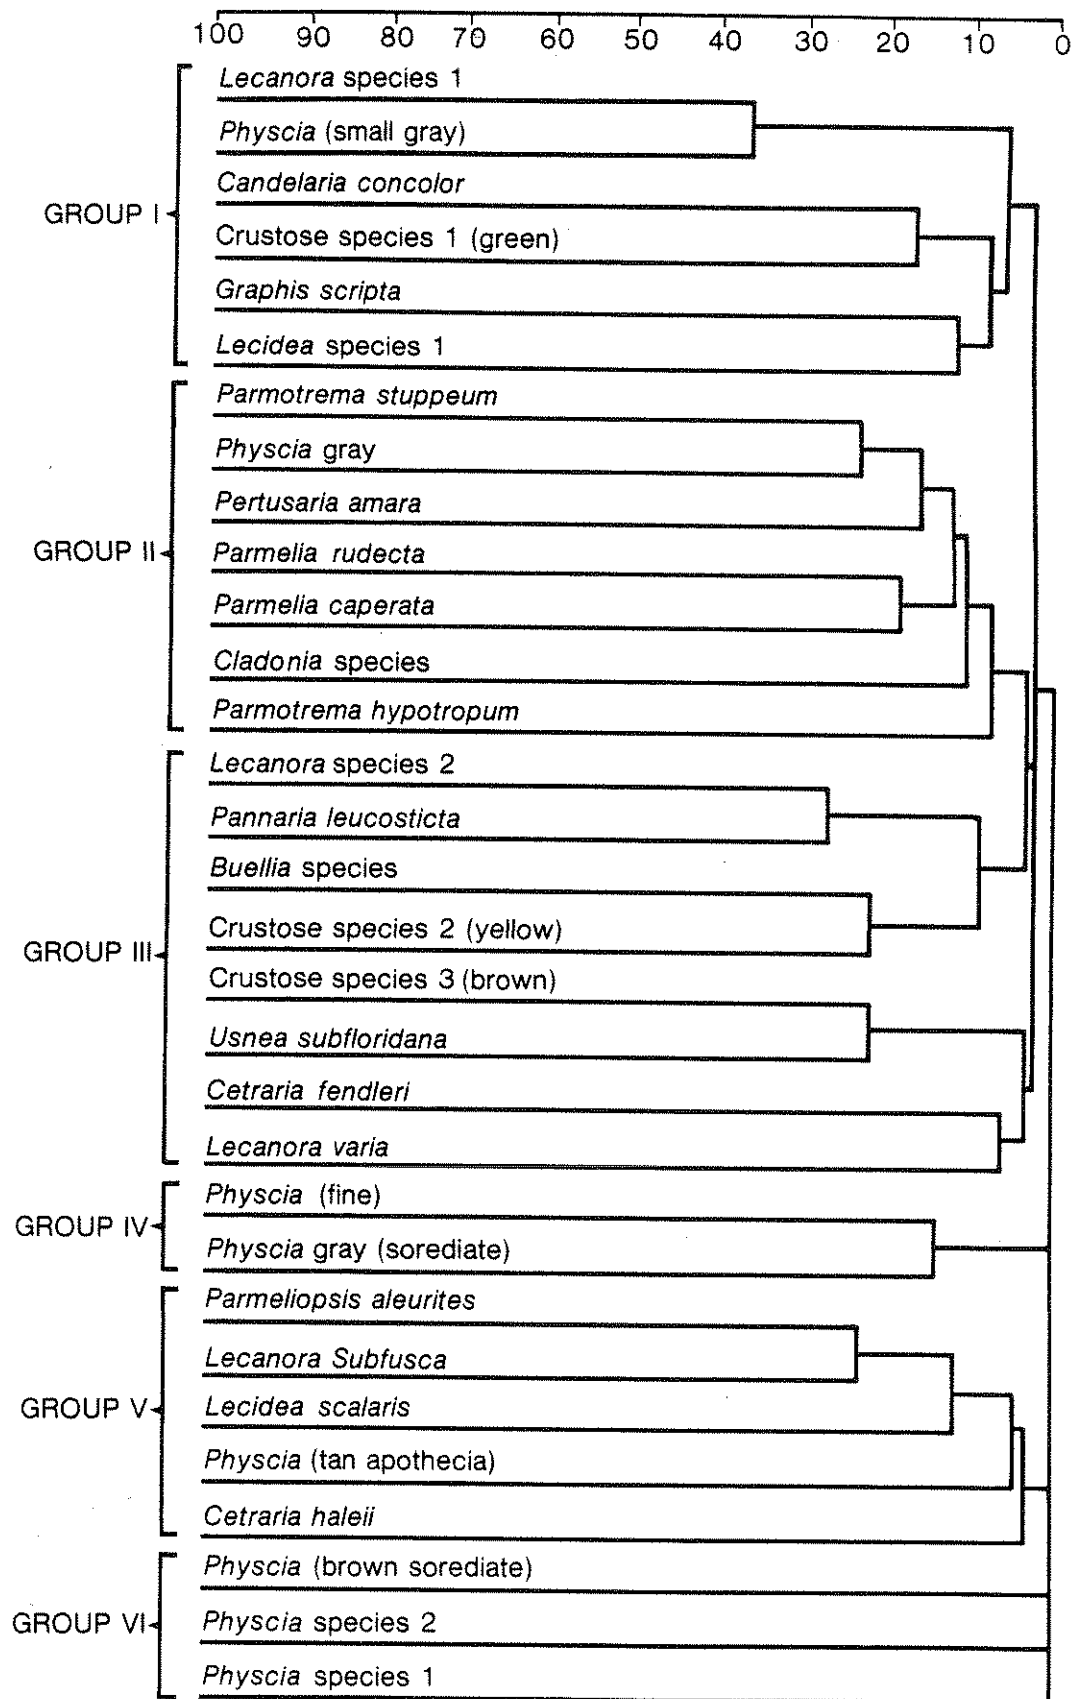 100 90 80 70 60 50 40 30 20 10 0
Lecanora species 1
Physcia (small gray)
Candelaria concolor
GROUP I
Crustose species 1 (green)
Graphis scripta
Lecidea species 1
Parmotrema stuppeum
Physcia gray
Pertusaria amara
GROUP II
Parmelia rudecta
Parmelia caperata
Cladonia species
Parmotrema hypotropum
Lecanora species 2
Pannaria leucosticta
Buellia species
Crustose species 2 (yellow)
GROUP III
Crustose species 3 (brown)
Usnea subfloridana
Cetraria fendleri
Lecanora varia
Physcia (fine)
GROUP IV
Physcia gray (sorediate)
Parmeliopsis aleurites
Lecanora Subfusca
GROUP V
Lecidea scalaris
Physcia (tan apothecia)
Cetraria haleii
Physcia (brown sorediate)
GROUP VI
Physcia species 2
Physcia species 1